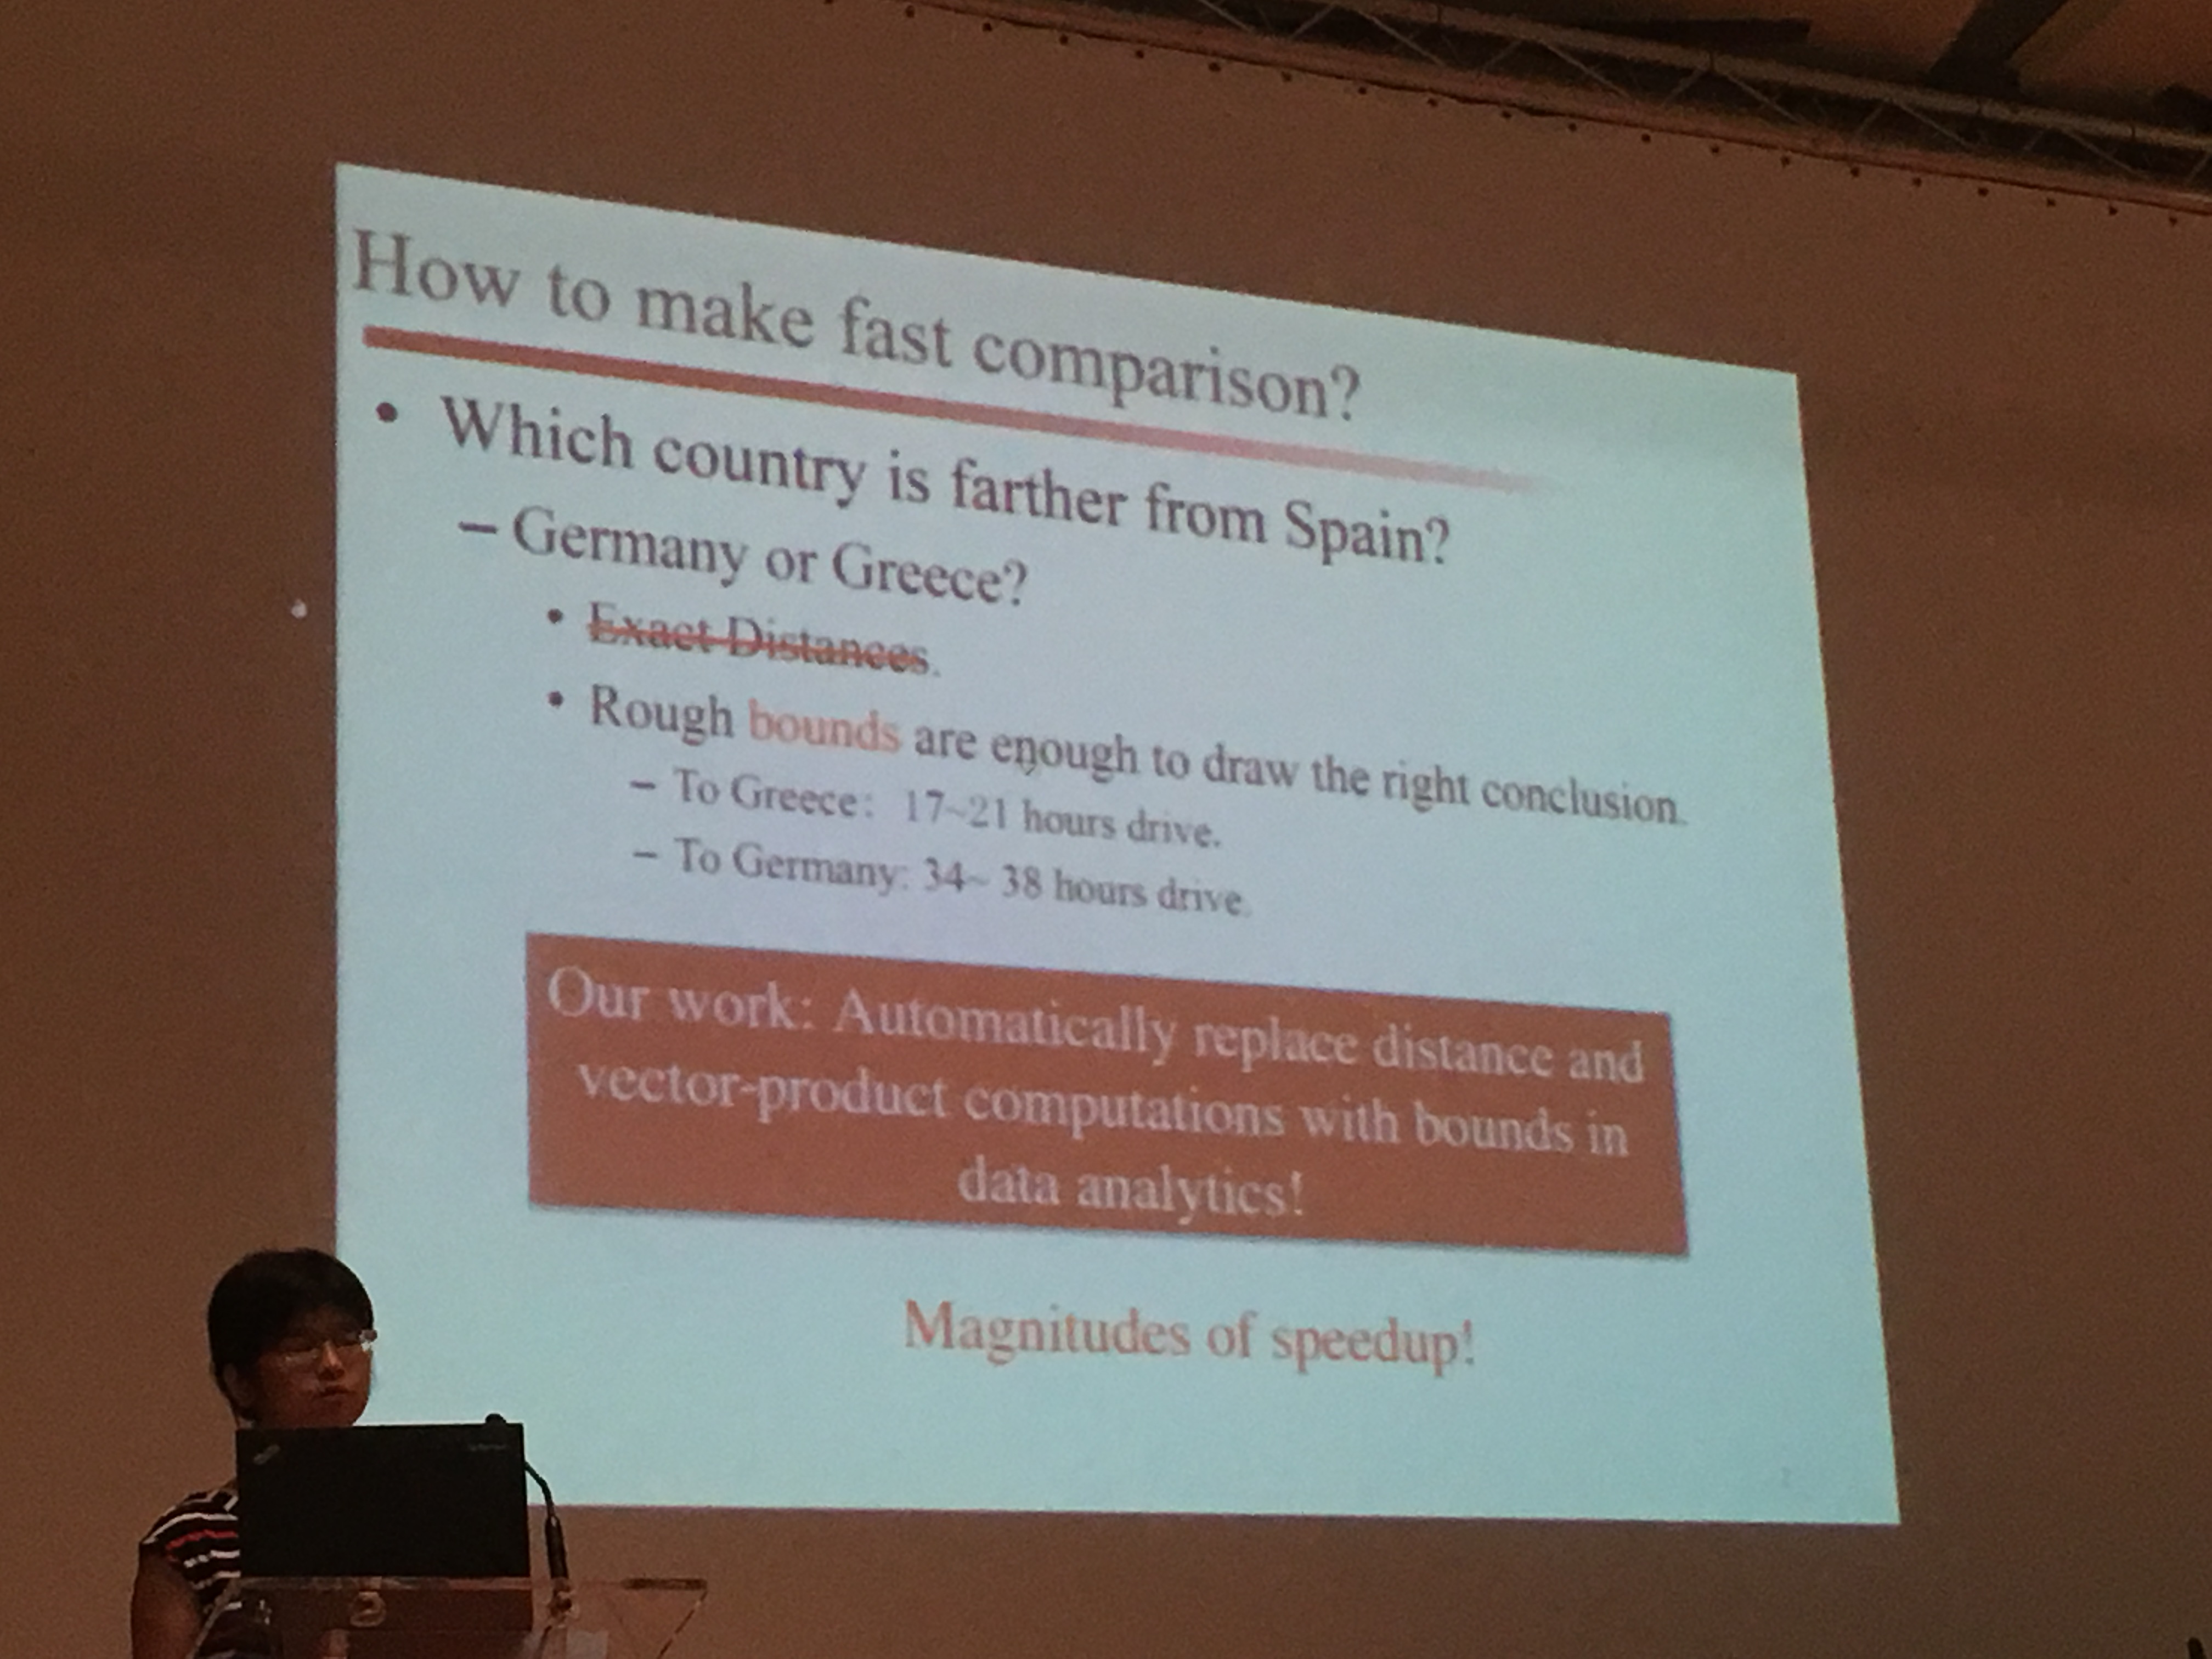 How to make fast comparison?
• Which country is farther from Spain?
– Germany or Greece?
• Exact Distances.
• Rough bounds are enough to draw the right conclusion.
– To Greece: 17~21 hours drive.
– To Germany: 34~ 38 hours drive.
Our work: Automatically replace distance and
vector-product computations with bounds in
data analytics!
Magnitudes of speedup!